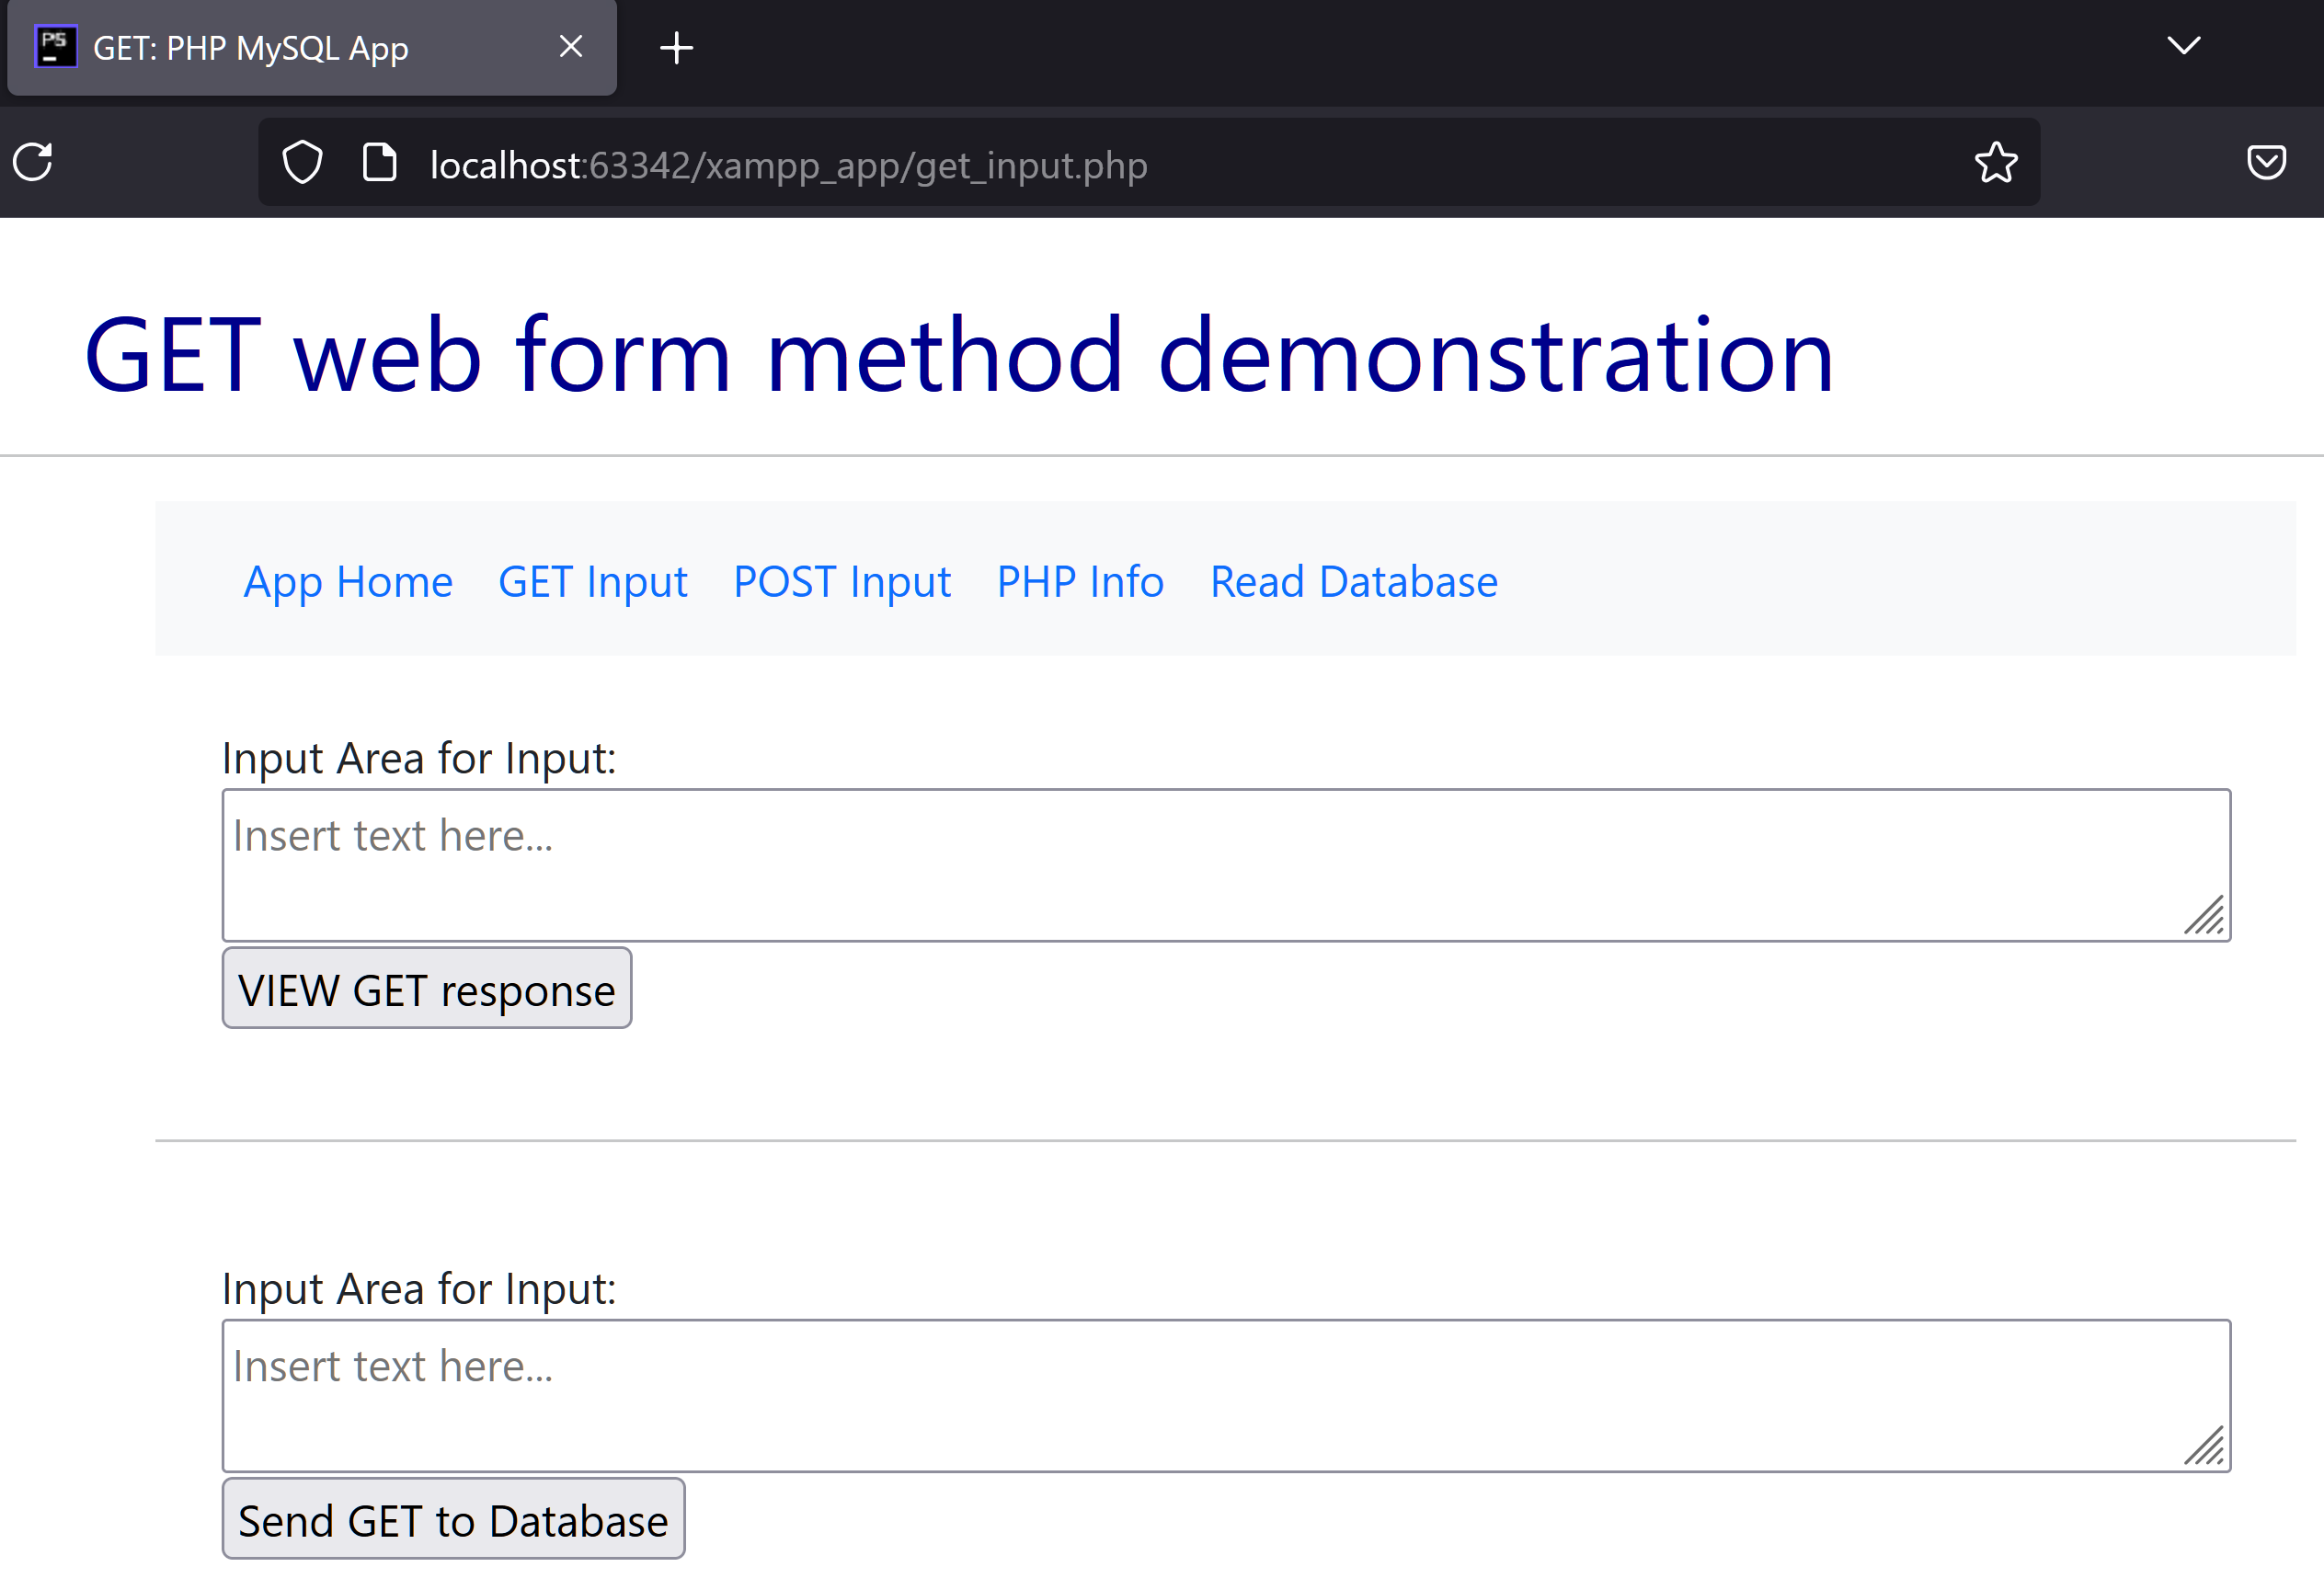 PS
GET: PHP MySQL App
localhost:63342/xampp_app/get_input.php
GET web form method demonstration
App Home GET Input POST Input PHP Info Read Database
Input Area for Input:
Insert text here...
VIEW GET response
Input Area for Input:
Insert text here...
Send GET to Database